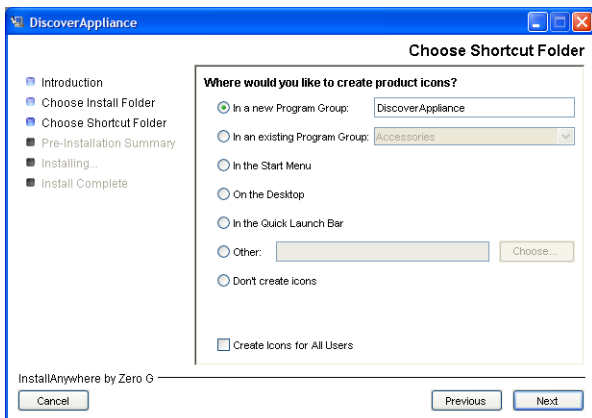 DiscoverAppliance
Choose Shortcut Folder
Introduction
Choose Install Folder
Choose Shortcut Folder
Pre-Installation Summary
Installing...
Install Complete
Where would you like to create product icons?
In a new Program Group: DiscoverAppliance
In an existing Program Group: Accessories
In the Start Menu
On the Desktop
In the Quick Launch Bar
Other: Choose...
Don't create icons
Create Icons for All Users
InstallAnywhere by Zero G
Cancel Previous Next